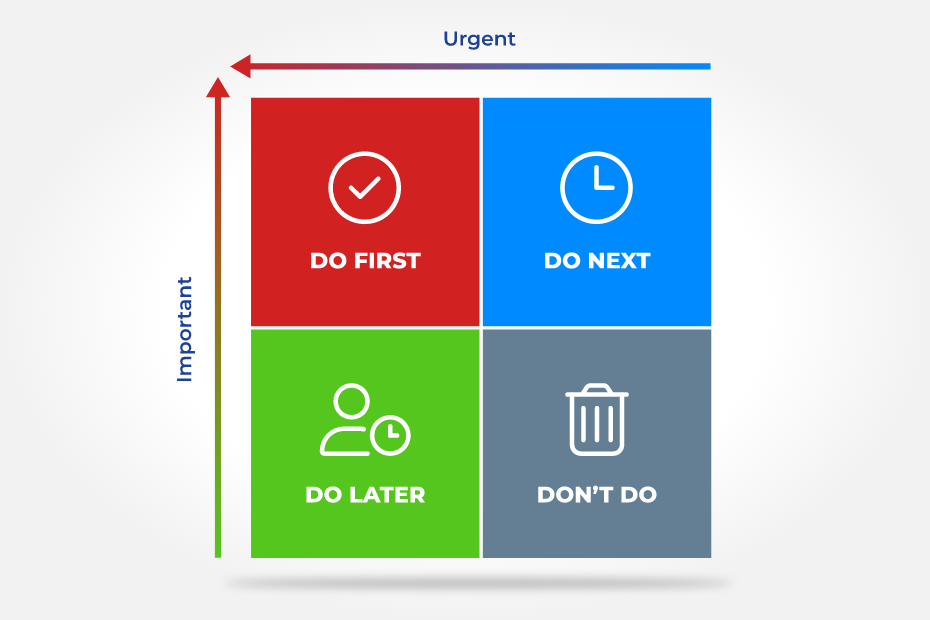 Urgent
Important
DO FIRST
DO NEXT
DO LATER
DON’T DO